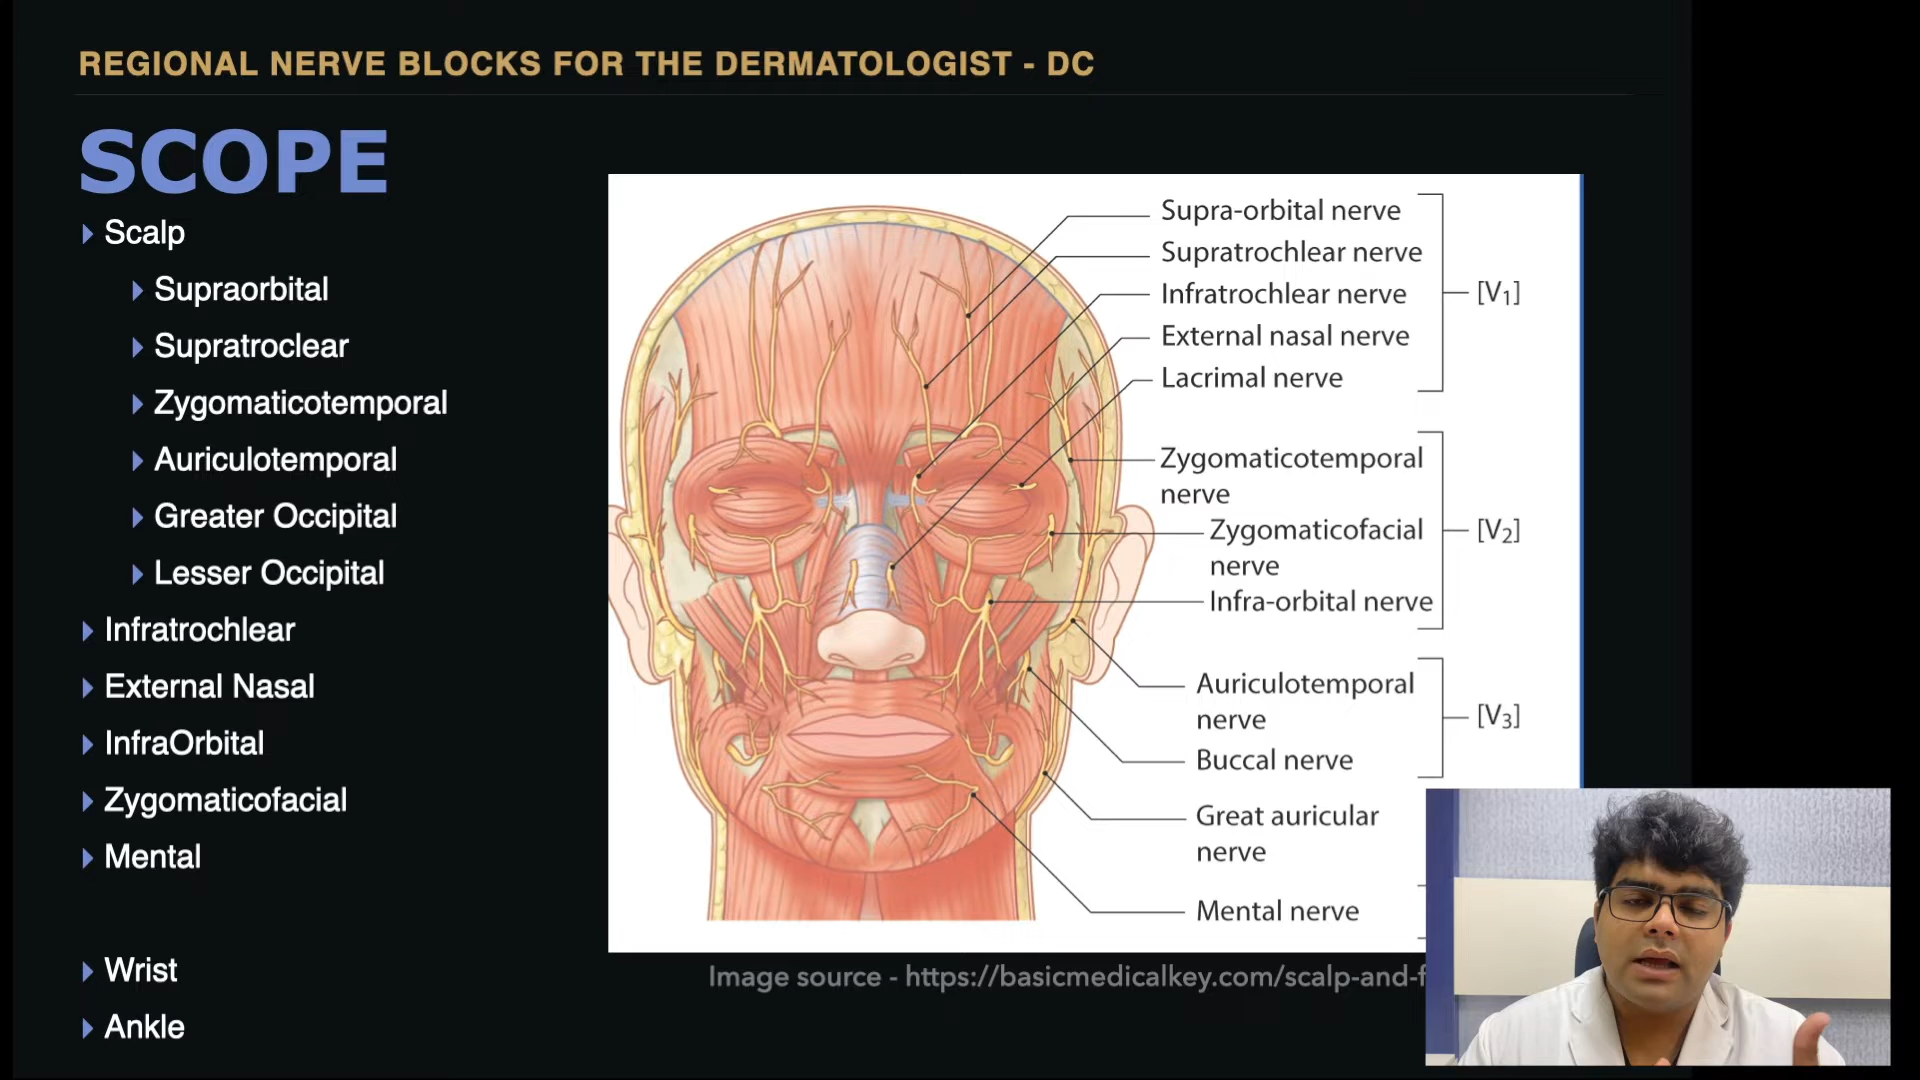 REGIONAL NERVE BLOCKS FOR THE DERMATOLOGIST - DC
SCOPE
Scalp
Supraorbital
Supratroclear
Zygomaticotemporal
Auriculotemporal
Greater Occipital
Lesser Occipital
Infratrochlear
External Nasal
InfraOrbital
Zygomaticofacial
Mental
Wrist
Ankle
Supra-orbital nerve
Supratrochlear nerve
Infratrochlear nerve
External nasal nerve
Lacrimal nerve
[V1]
Zygomaticotemporal
nerve
Zygomaticofacial
nerve
Infra-orbital nerve
[V2]
Auriculotemporal
nerve
Buccal nerve
[V3]
Great auricular
nerve
Mental nerve
Image source - https://basicmedicalkey.com/scalp-and-f